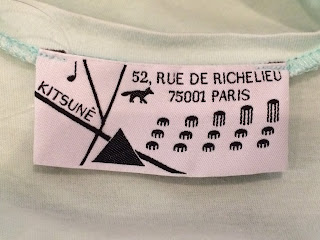 52, RUE DE RICHELIEU
75001 PARIS
KITSUNÉ